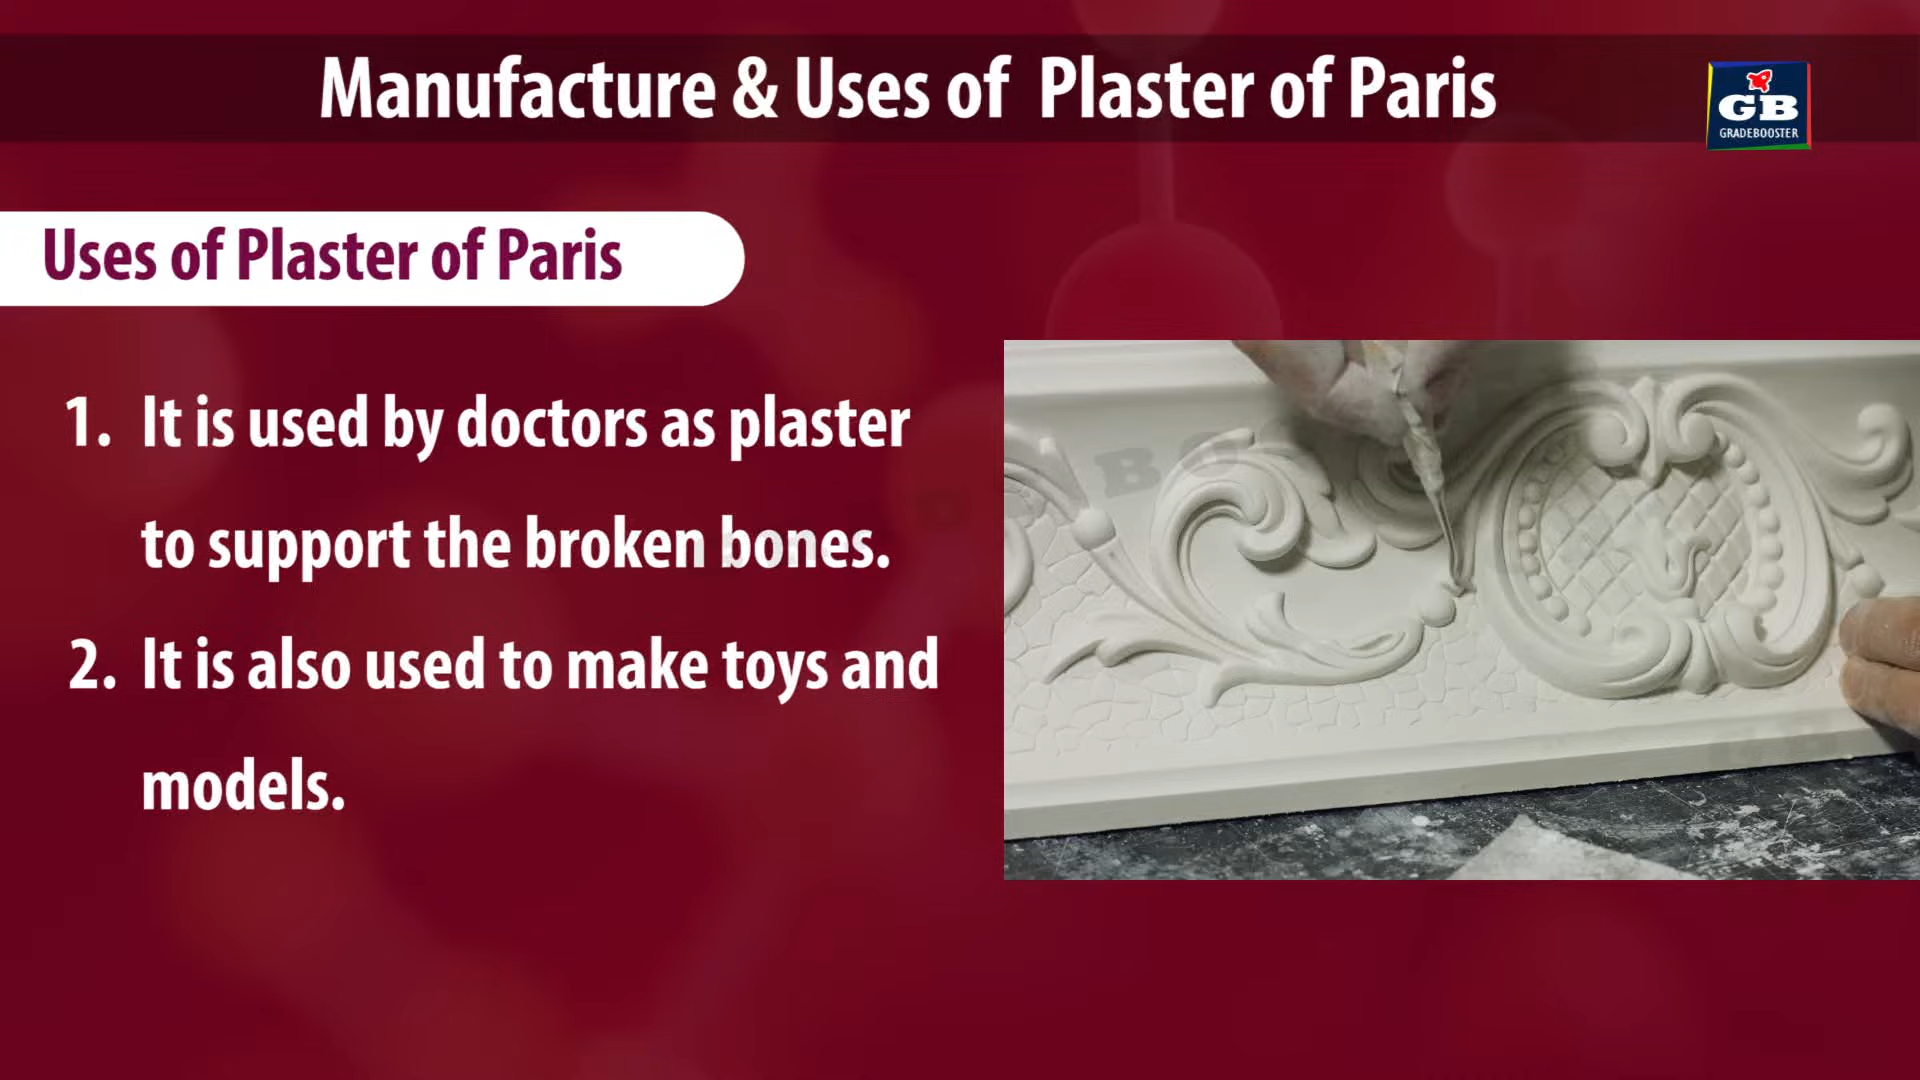 Manufacture & Uses of Plaster of Paris
GB
GRADEBOOSTER
Uses of Plaster of Paris
1. It is used by doctors as plaster
to support the broken bones.
2. It is also used to make toys and
models.